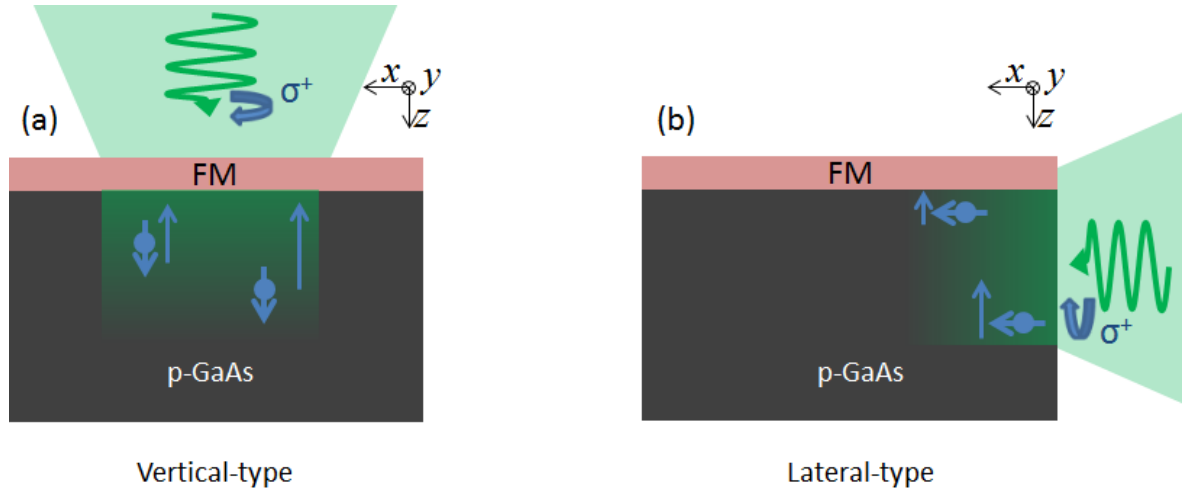 (a)
σ⁺
x
y
z
FM
p-GaAs
Vertical-type
(b)
x
y
z
FM
σ⁺
p-GaAs
Lateral-type